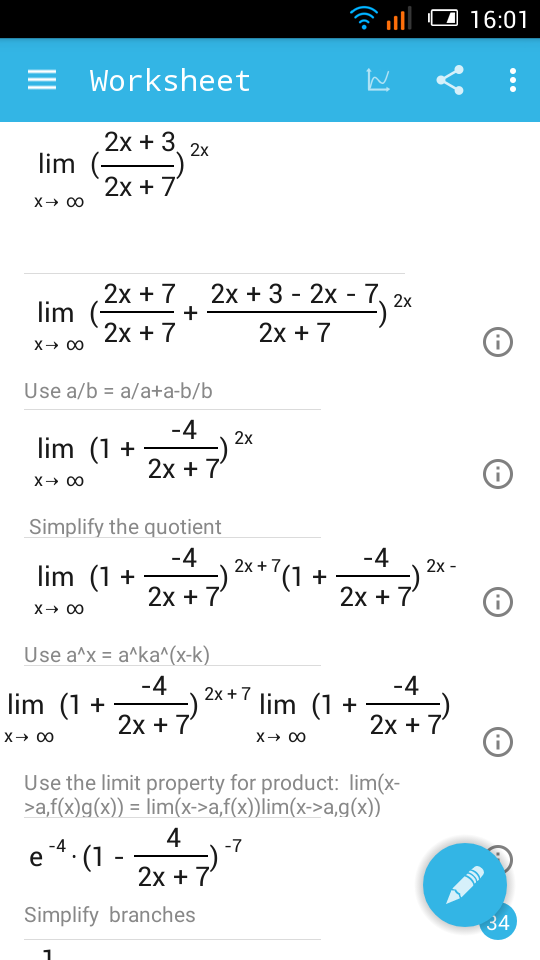 16:01
Worksheet
lim x→ ∞ (2x + 3 / 2x + 7) 2x
lim x→ ∞ (2x + 7 / 2x + 7 + 2x + 3 - 2x - 7 / 2x + 7) 2x
Use a/b = a/a+a-b/b
lim x→ ∞ (1 + -4 / 2x + 7) 2x
Simplify the quotient
lim x→ ∞ (1 + -4 / 2x + 7) 2x + 7 (1 + -4 / 2x + 7) 2x -
Use a^x = a^ka^(x-k)
lim x→ ∞ (1 + -4 / 2x + 7) 2x + 7 lim x→ ∞ (1 + -4 / 2x + 7)
Use the limit property for product: lim(x-
>a,f(x)g(x)) = lim(x->a,f(x))lim(x->a,g(x))
e -4 · (1 - 4 / 2x + 7) -7
Simplify branches
34
1